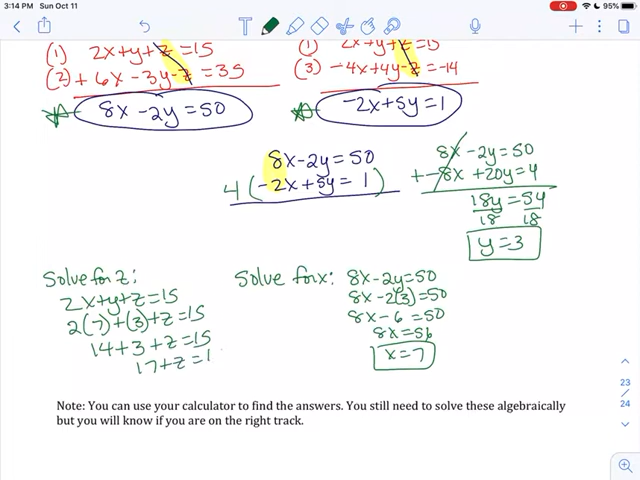 3:14 PM Sun Oct 11
98%
(1) 2x+y+z=15
(2) + 6x-3y-z=35
8x-2y=50
(1) 2x+y+z=15
(3) -4x+4y-z=-14
-2x+5y=1
8x-2y=50
4(-2x+5y=1)
8x-2y=50
+-8x+20y=4
18y=54
18 18
y=3
Solve for z:
2x+y+z=15
2(7)+(3)+z=15
14+3+z=15
17+z=1
Solve for x: 8x-2y=50
8x-2(3)=50
8x-6=50
8x=56
x=7
Note: You can use your calculator to find the answers. You still need to solve these algebraically
but you will know if you are on the right track.
23
/
24